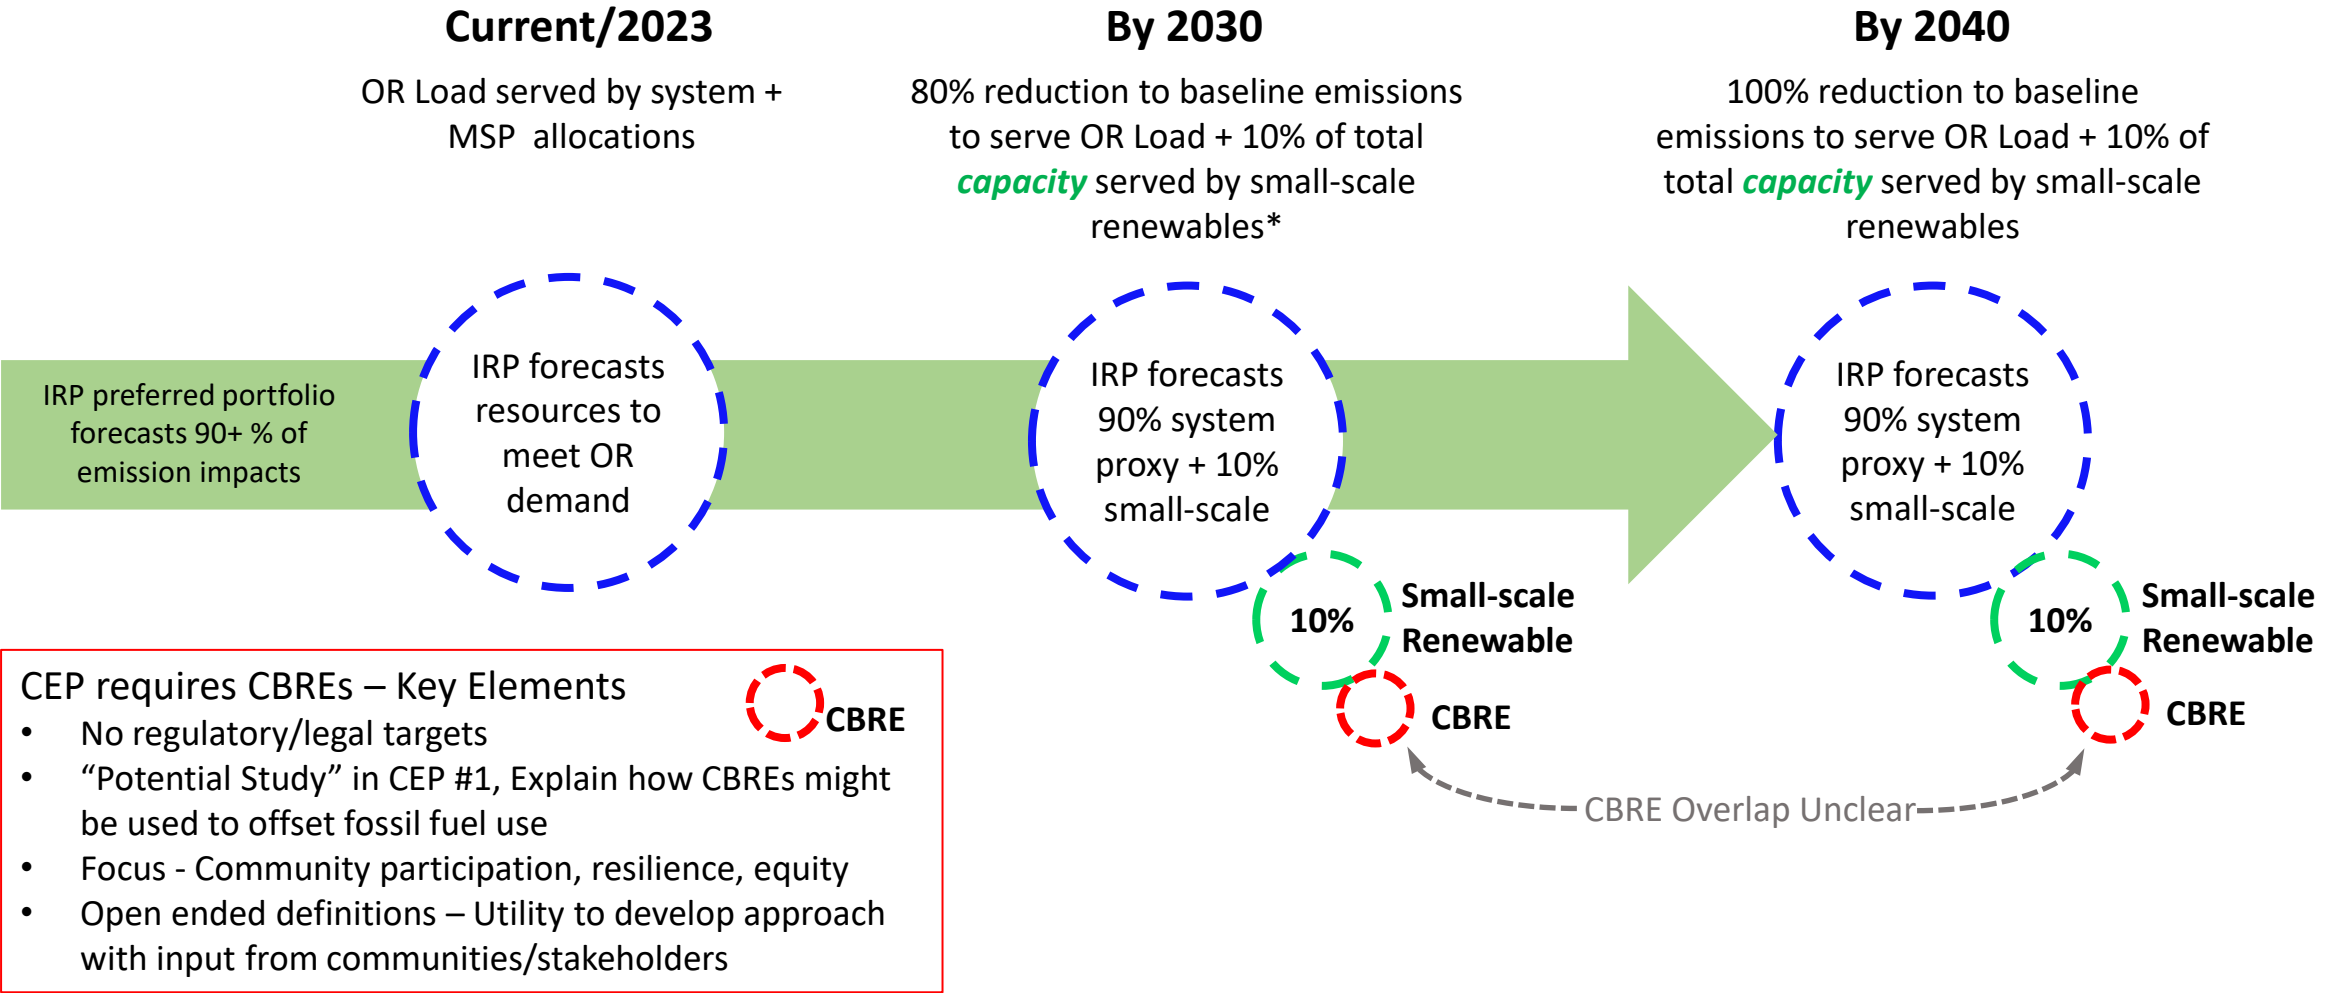 Current/2023
OR Load served by system +
MSP allocations
By 2030
80% reduction to baseline emissions
to serve OR Load + 10% of total
capacity served by small-scale
renewables*
By 2040
100% reduction to baseline
emissions to serve OR Load + 10% of
total capacity served by small-scale
renewables
IRP preferred portfolio
forecasts 90+ % of
emission impacts
IRP forecasts
resources to
meet OR
demand
IRP forecasts
90% system
proxy + 10%
small-scale
IRP forecasts
90% system
proxy + 10%
small-scale
10%
Small-scale
Renewable
CBRE
10%
Small-scale
Renewable
CBRE
CBRE Overlap Unclear
CEP requires CBREs – Key Elements
CBRE
• No regulatory/legal targets
• “Potential Study” in CEP #1, Explain how CBREs might
be used to offset fossil fuel use
• Focus - Community participation, resilience, equity
• Open ended definitions – Utility to develop approach
with input from communities/stakeholders